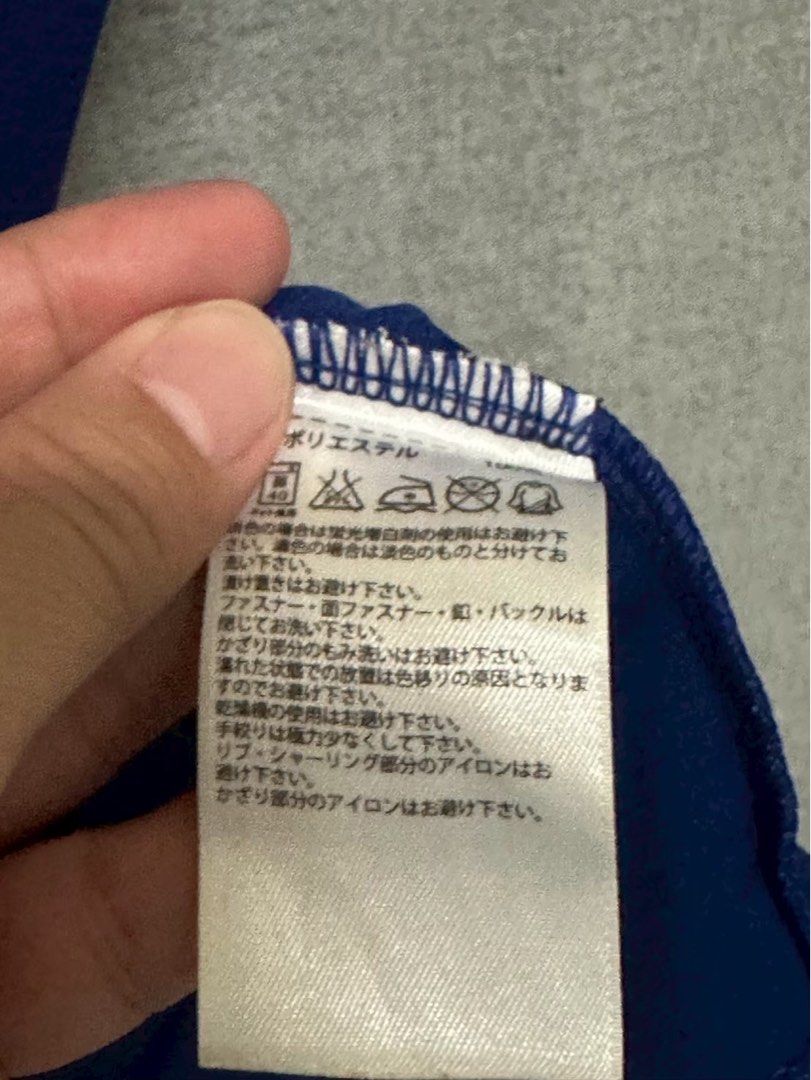 ポリエステル
弱
40
ネット使用
淡色の場合は蛍光増白剤の使用はお避け下
さい。濃色の場合は淡色のものと分けてお
洗い下さい。
漬け置きはお避け下さい。
ファスナー・面ファスナー・釦・バックルは
閉じてお洗い下さい。
かざり部分のもみ洗いはお避け下さい。
濡れた状態での放置は色移りの原因となりま
すのでお避け下さい。
乾燥機の使用はお避け下さい。
手絞りは極力少なくして下さい。
リブ・シャーリング部分のアイロンはお
避け下さい。
かざり部分のアイロンはお避け下さい。